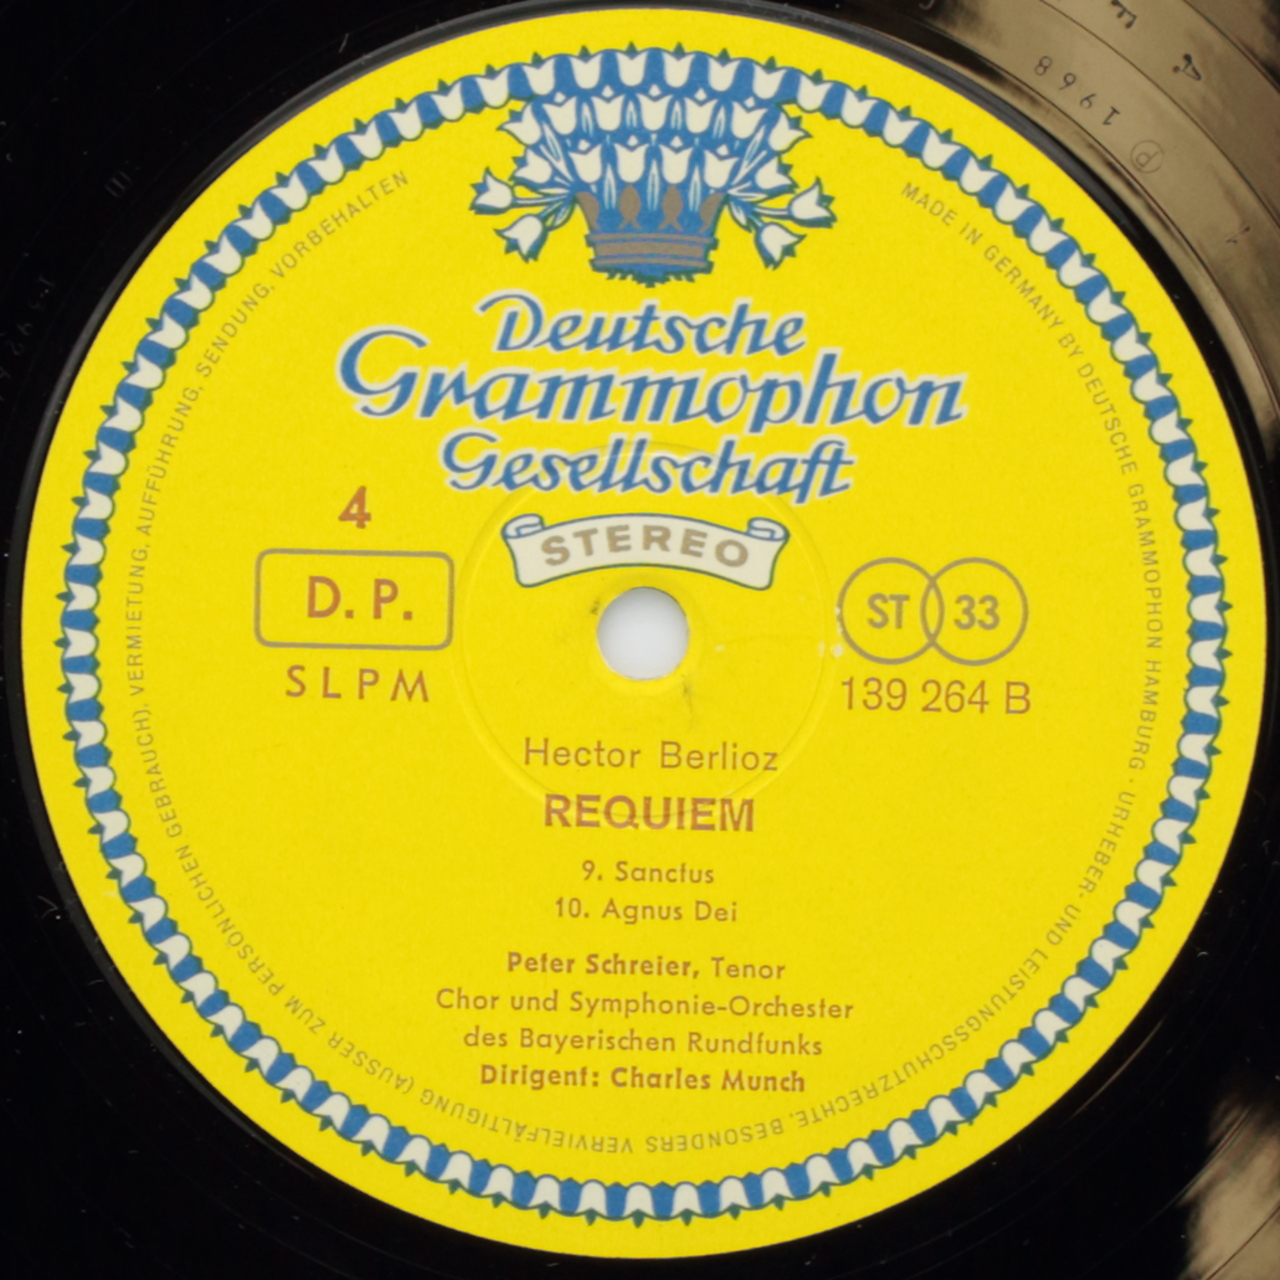 Deutsche
Grammophon
Gesellschaft
STEREO
4
D. P.
SLPM
ST 33
139 264 B
Hector Berlioz
REQUIEM
9. Sanctus
10. Agnus Dei
Peter Schreier, Tenor
Chor und Symphonie-Orchester
des Bayerischen Rundfunks
Dirigent: Charles Munch
MADE IN GERMANY BY DEUTSCHE GRAMMOPHON HAMBURG · URHEBER- UND LEISTUNGSSCHUTZRECHTE, BESONDERS VERVIELFÄLTIGUNG (AUSSER ZUM PERSÖNLICHEN GEBRAUCH), VERMIETUNG, AUFFÜHRUNG, SENDUNG, VORBEHALTEN
Ⓟ 1968